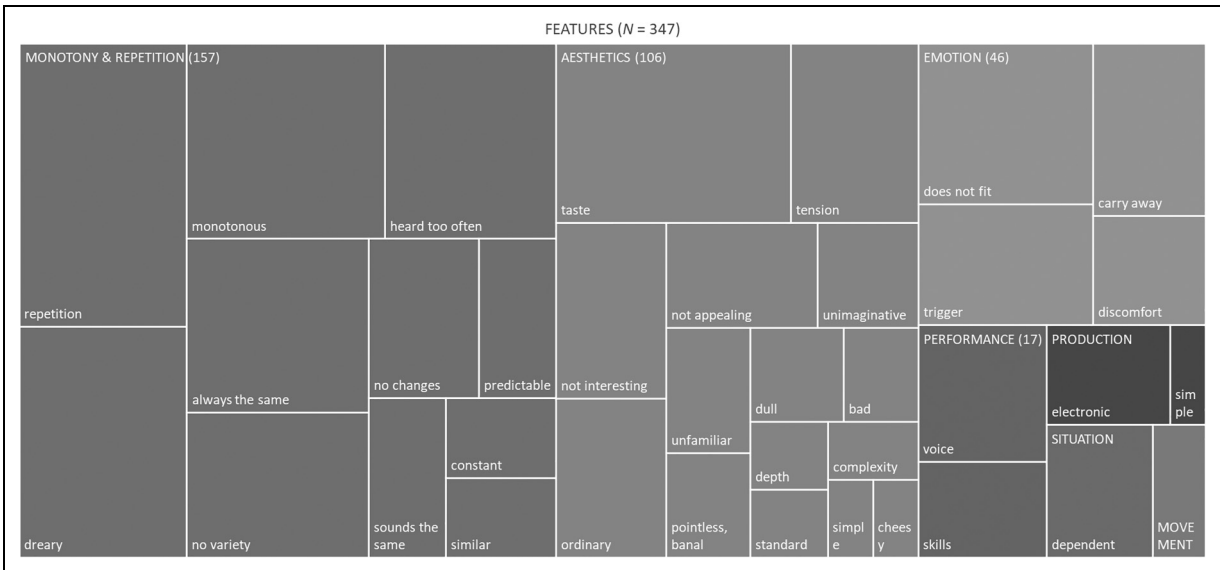 FEATURES (N = 347)
MONOTONY & REPETITION (157)
repetition
dreary
monotonous
heard too often
always the same
no variety
no changes
predictable
sounds the
same
constant
similar
AESTHETICS (106)
taste
tension
not interesting
ordinary
not appealing
unimaginative
unfamiliar
pointless,
banal
dull
bad
depth
standard
complexity
simpl
e
chees
y
EMOTION (46)
does not fit
carry away
trigger
discomfort
PERFORMANCE (17)
voice
skills
PRODUCTION
electronic
sim
ple
SITUATION
dependent
MOVE
MENT